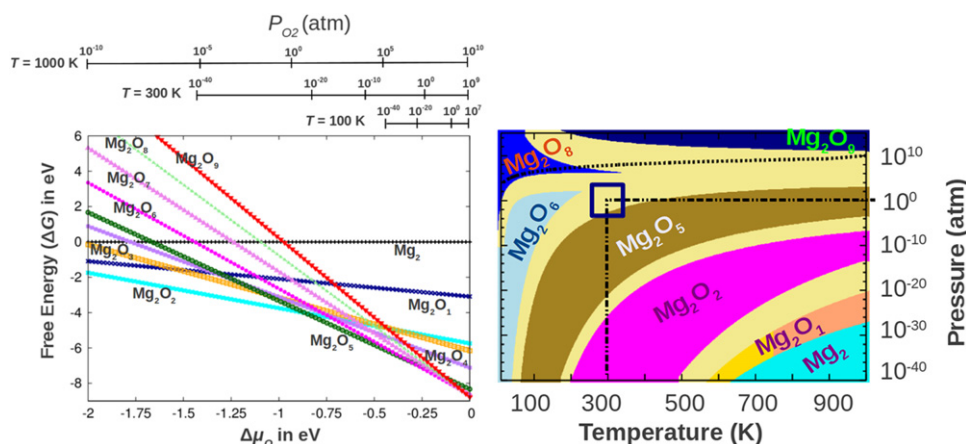 P_O2 (atm)
10^-10 10^-5 10^0 10^5 10^10
T = 1000 K
10^-40 10^-20 10^-10 10^0 10^9
T = 300 K
10^-40 10^-20 10^0 10^7
T = 100 K
6
4
2
0
-2
-4
-6
-8
Free Energy (ΔG) in eV
Mg2O8
Mg2O9
Mg2O7
Mg2O6
Mg2O5
Mg2
Mg2O3
Mg2O1
Mg2O2
Mg2O5
Mg2O4
-2 -1.75 -1.5 -1.25 -1 -0.75 -0.5 -0.25 0
Δμ_O in eV
Mg2O8
Mg2O9
Mg2O6
Mg2O5
Mg2O2
Mg2O1
Mg2
10^10
10^0
10^-10
10^-20
10^-30
10^-40
Pressure (atm)
100 300 500 700 900
Temperature (K)